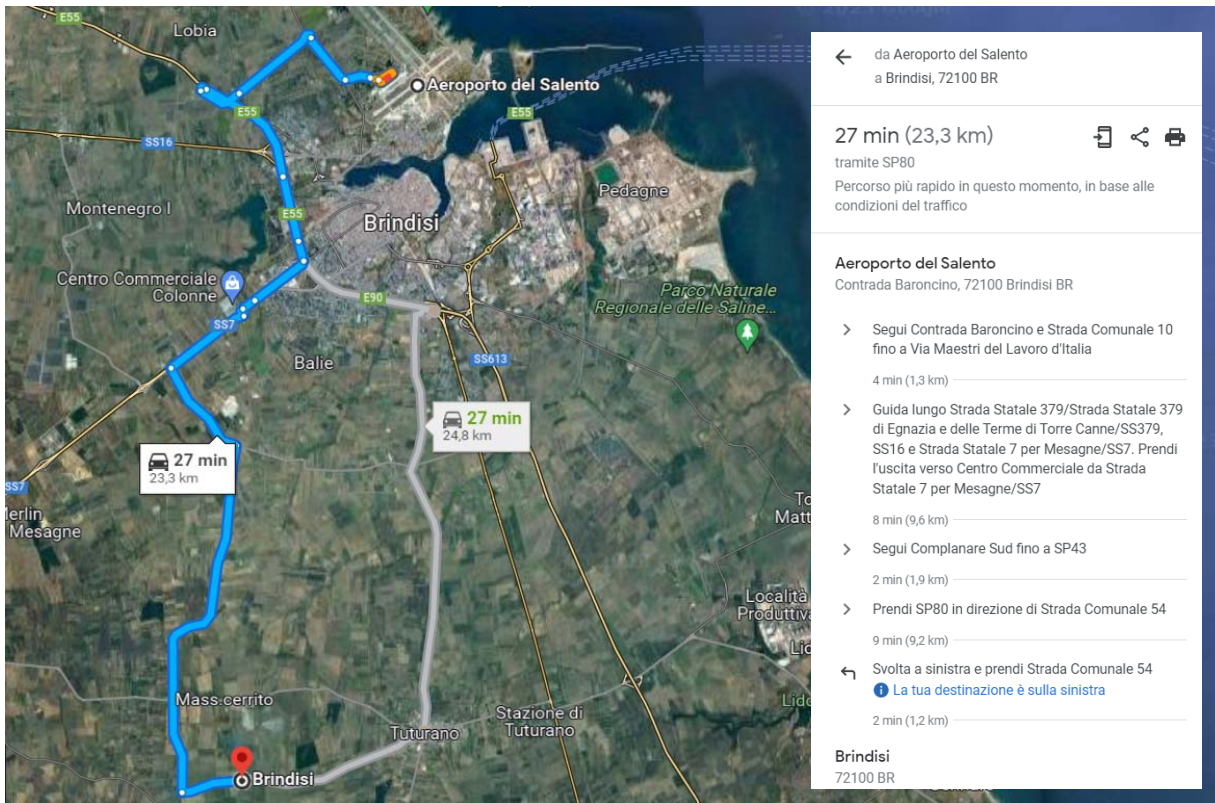 E55
Lobia
Aeroporto del Salento
E55
E55
SS16
Pedagne
Montenegro I
E55
Brindisi
Centro Commerciale
Colonne
E90
Parco Naturale
Regionale delle Saline...
SS7
SS613
Balie
27 min
24,8 km
27 min
23,3 km
SS7
Merlin
Mesagne
To
Matt
Località
Produttiva
Lic
Mass.cerrito
Lido
Stazione di
Tuturano
Tuturano
Brindisi
da Aeroporto del Salento
a Brindisi, 72100 BR
27 min (23,3 km)
tramite SP80
Percorso più rapido in questo momento, in base alle
condizioni del traffico
Aeroporto del Salento
Contrada Baroncino, 72100 Brindisi BR
Segui Contrada Baroncino e Strada Comunale 10
fino a Via Maestri del Lavoro d'Italia
4 min (1,3 km)
Guida lungo Strada Statale 379/Strada Statale 379
di Egnazia e delle Terme di Torre Canne/SS379,
SS16 e Strada Statale 7 per Mesagne/SS7. Prendi
l'uscita verso Centro Commerciale da Strada
Statale 7 per Mesagne/SS7
8 min (9,6 km)
Segui Complanare Sud fino a SP43
2 min (1,9 km)
Prendi SP80 in direzione di Strada Comunale 54
9 min (9,2 km)
Svolta a sinistra e prendi Strada Comunale 54
La tua destinazione è sulla sinistra
2 min (1,2 km)
Brindisi
72100 BR